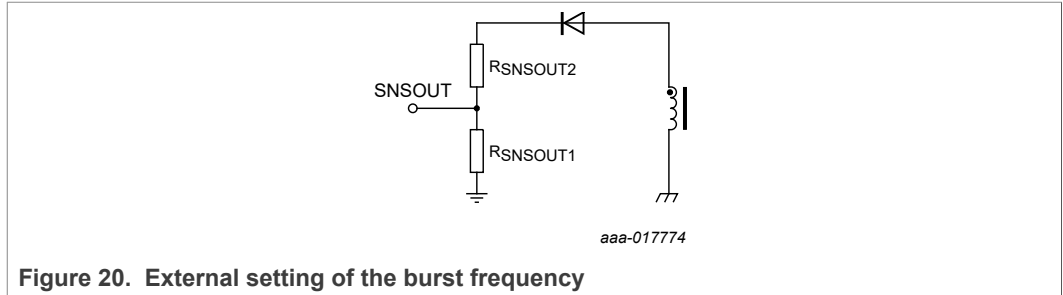 RSNSOUT2
SNSOUT
RSNSOUT1
aaa-017774
Figure 20. External setting of the burst frequency